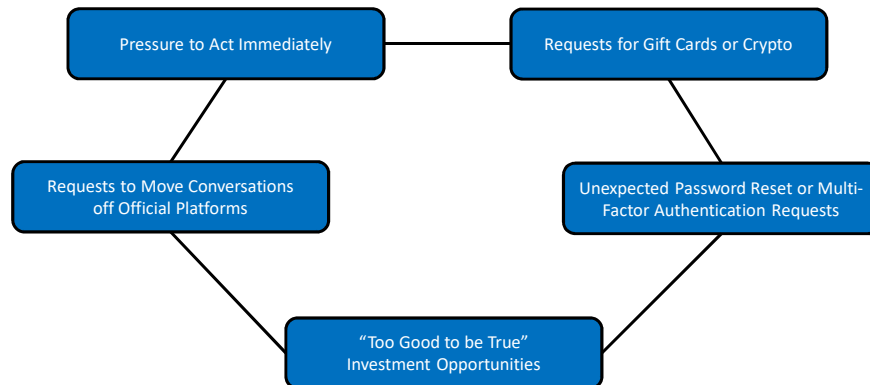 Pressure to Act Immediately
Requests for Gift Cards or Crypto
Requests to Move Conversations
off Official Platforms
Unexpected Password Reset or Multi-
Factor Authentication Requests
“Too Good to be True”
Investment Opportunities